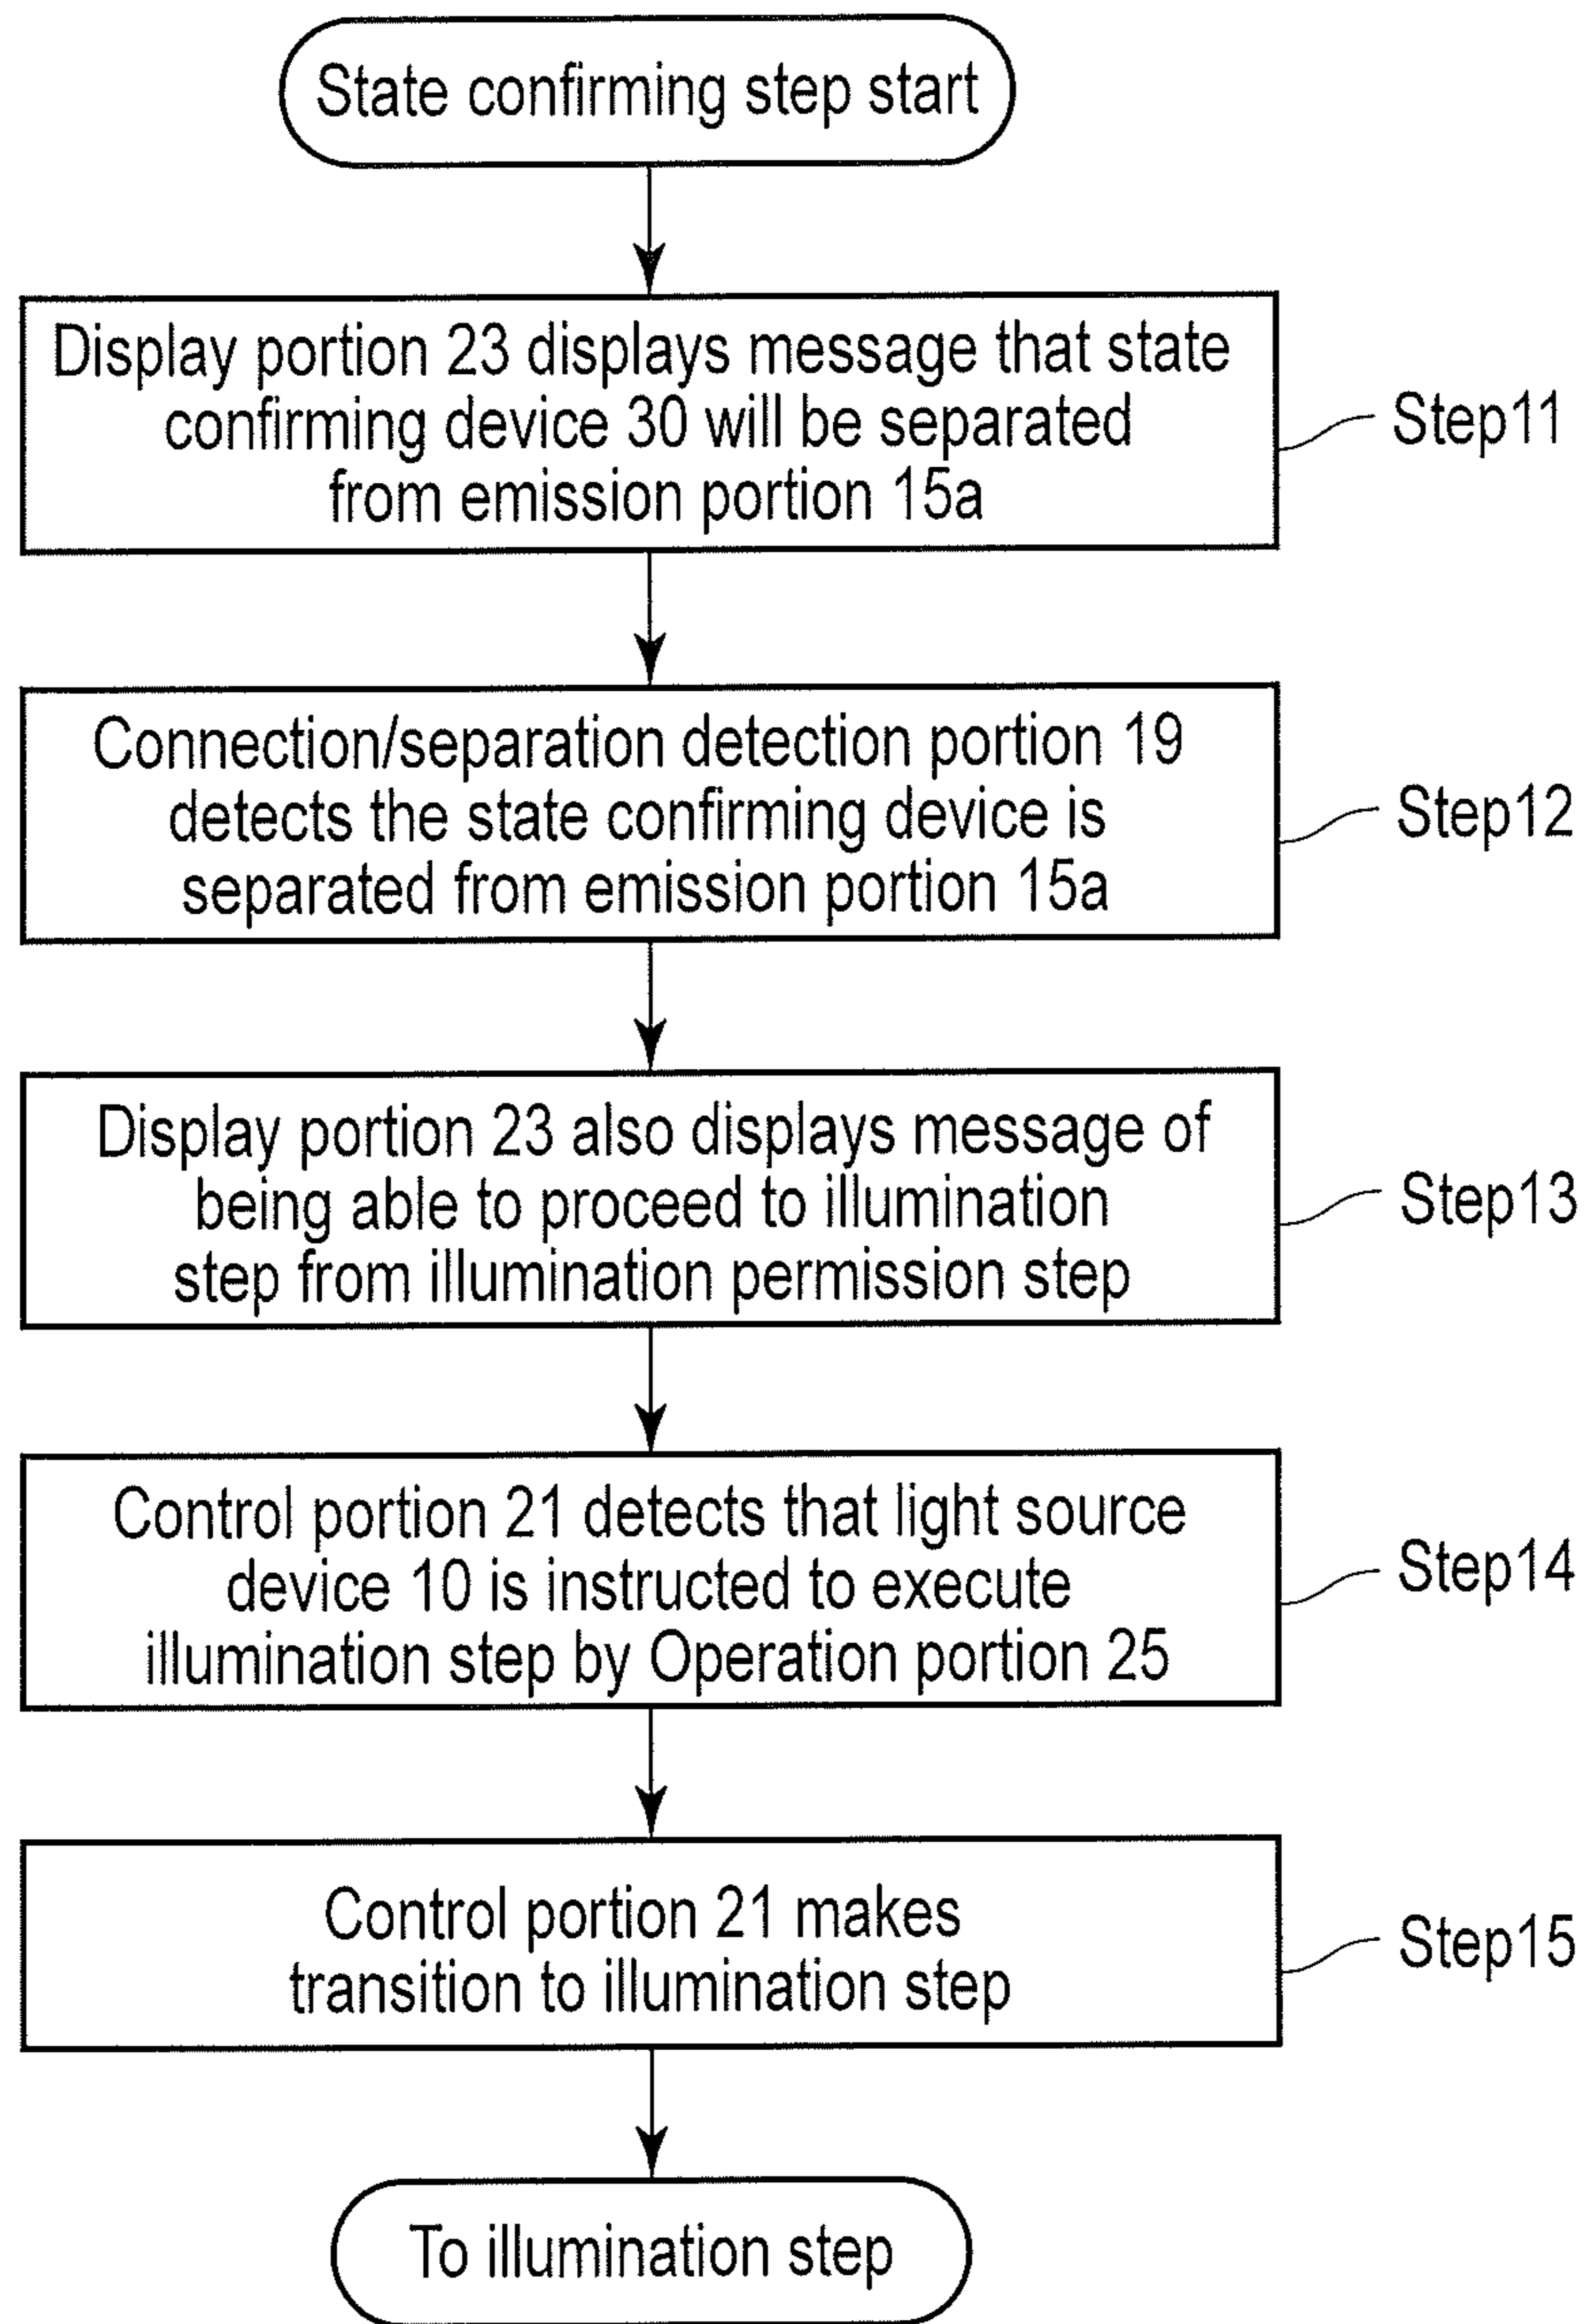 State confirming step start
Display portion 23 displays message that state
confirming device 30 will be separated
from emission portion 15a
Step11
Connection/separation detection portion 19
detects the state confirming device is
separated from emission portion 15a
Step12
Display portion 23 also displays message of
being able to proceed to illumination
step from illumination permission step
Step13
Control portion 21 detects that light source
device 10 is instructed to execute
illumination step by Operation portion 25
Step14
Control portion 21 makes
transition to illumination step
Step15
To illumination step